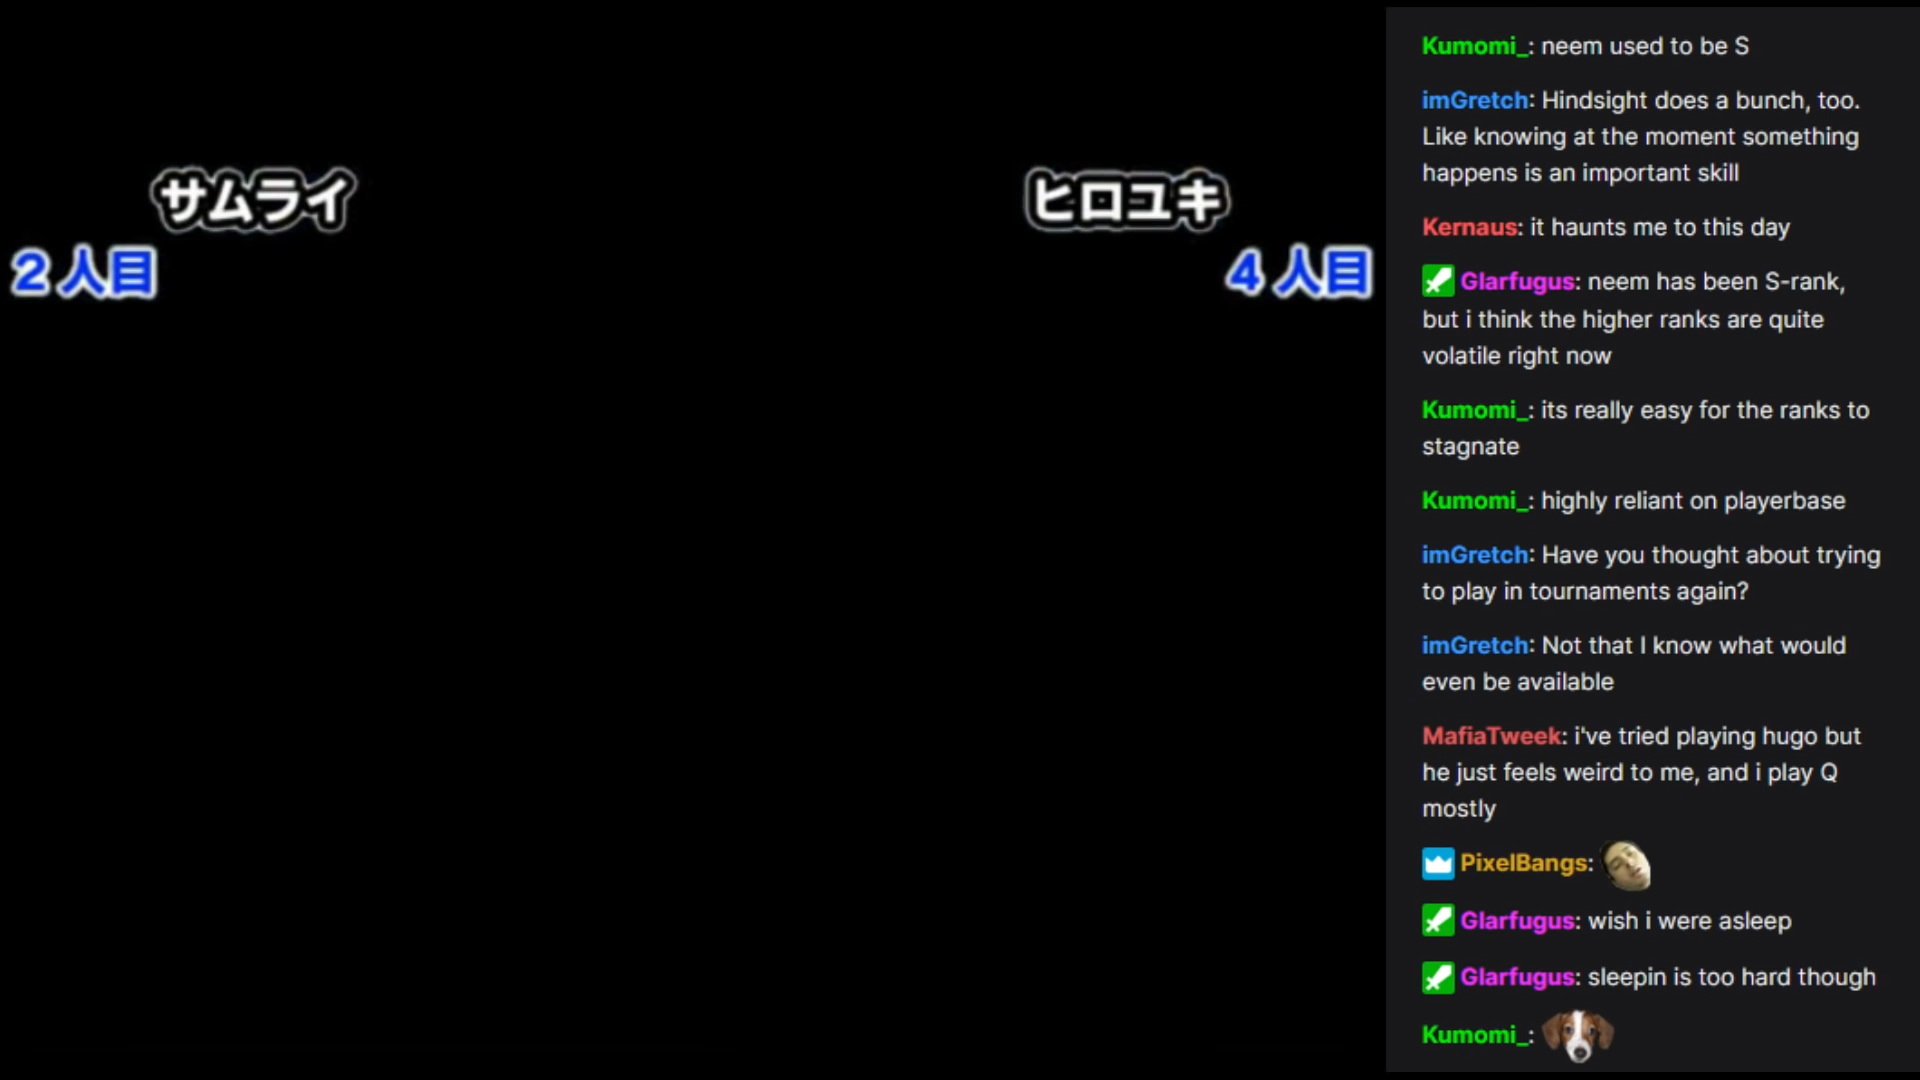 サムライ
ヒロユキ
2人目
4人目
Kumomi_: neem used to be S
imGretch: Hindsight does a bunch, too.
Like knowing at the moment something
happens is an important skill
Kernaus: it haunts me to this day
Glarfugus: neem has been S-rank,
but i think the higher ranks are quite
volatile right now
Kumomi_: its really easy for the ranks to
stagnate
Kumomi_: highly reliant on playerbase
imGretch: Have you thought about trying
to play in tournaments again?
imGretch: Not that I know what would
even be available
MafiaTweek: i've tried playing hugo but
he just feels weird to me, and i play Q
mostly
PixelBangs:
Glarfugus: wish i were asleep
Glarfugus: sleepin is too hard though
Kumomi_: